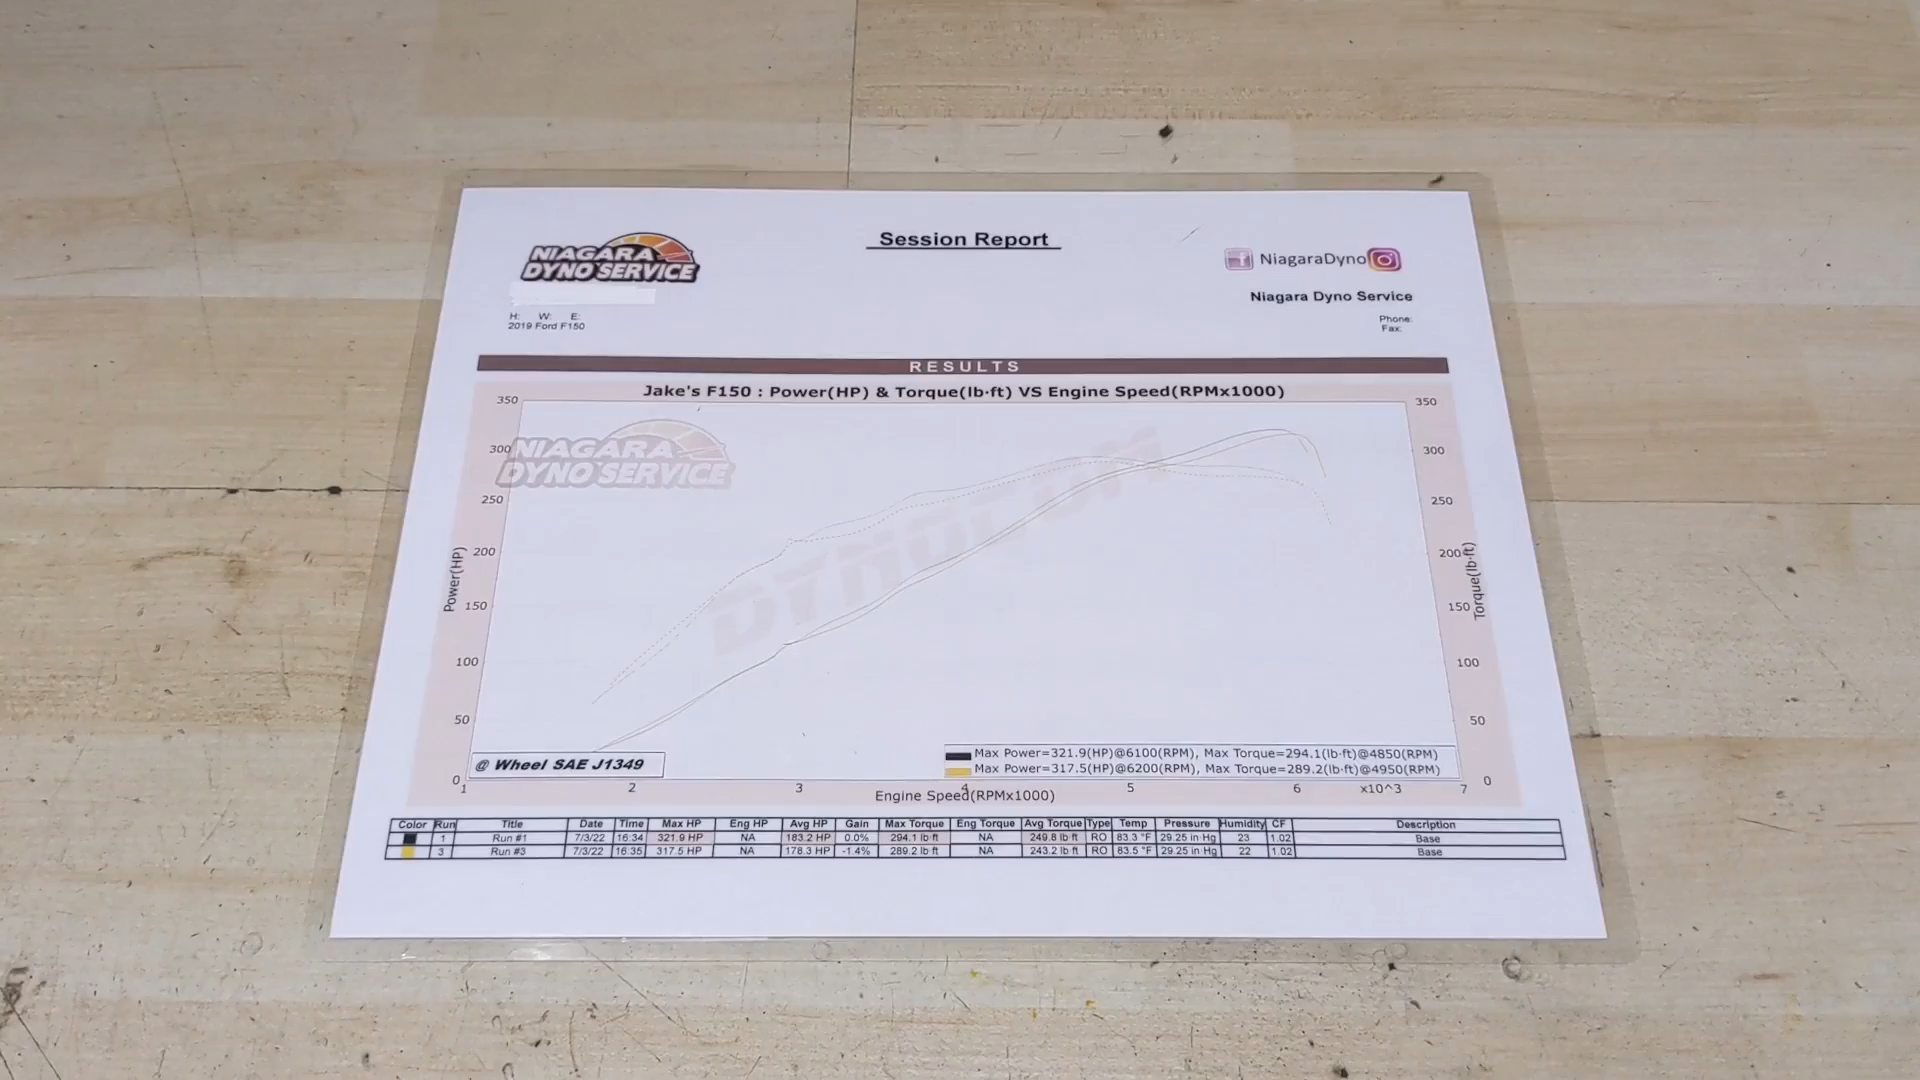 Session Report
NIAGARA
DYNO SERVICE
NiagaraDyno
Niagara Dyno Service
H: W: E:
2019 Ford F150
Phone:
Fax:
RESULTS
Jake's F150 : Power(HP) & Torque(lb·ft) VS Engine Speed(RPMx1000)
350 350
300 300
250 250
200 200
150 150
100 100
50 50
0 0
Power(HP)
Torque(lb·ft)
NIAGARA
DYNO SERVICE
DYNOCOM
@ Wheel SAE J1349
Max Power=321.9(HP)@6100(RPM), Max Torque=294.1(lb·ft)@4850(RPM)
Max Power=317.5(HP)@6200(RPM), Max Torque=289.2(lb·ft)@4950(RPM)
1 2 3 4 5 6 x10^3 7
Engine Speed(RPMx1000)
Color Run Title Date Time Max HP Eng HP Avg HP Gain Max Torque Eng Torque Avg Torque Type Temp Pressure Humidity CF Description
1 Run #1 7/3/22 16:34 321.9 HP NA 183.2 HP 0.0% 294.1 lb·ft NA 249.8 lb·ft RO 83.3 °F 29.25 in·Hg 23 1.02 Base
3 Run #3 7/3/22 16:35 317.5 HP NA 178.3 HP -1.4% 289.2 lb·ft NA 243.2 lb·ft RO 83.5 °F 29.25 in·Hg 22 1.02 Base